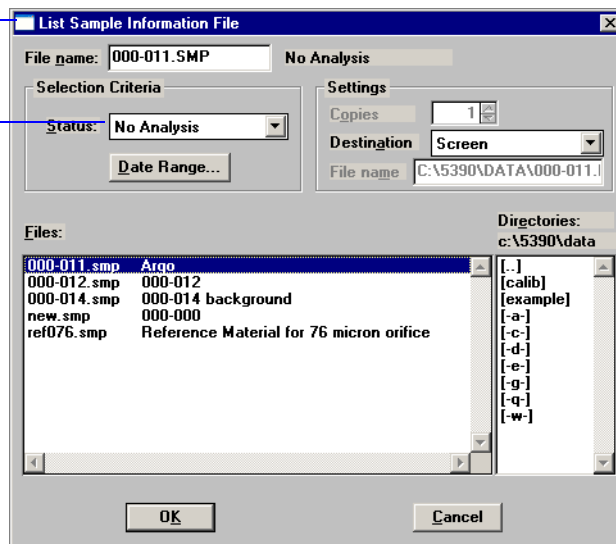 List Sample Information File
File name: 000-011.SMP No Analysis
Selection Criteria
Status: No Analysis
Date Range...
Settings
Copies 1
Destination Screen
File name C:\5390\DATA\000-011.
Files:
Directories:
c:\5390\data
000-011.smp Argo
000-012.smp 000-012
000-014.smp 000-014 background
new.smp 000-000
ref076.smp Reference Material for 76 micron orifice
[..]
[calib]
[example]
[-a-]
[-c-]
[-d-]
[-e-]
[-g-]
[-q-]
[-w-]
OK
Cancel